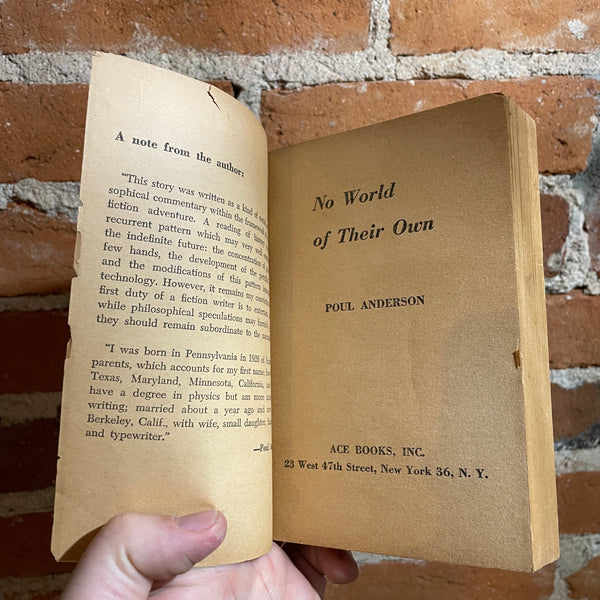 A note from the author:
"This story was written as a kind of
sophical commentary within the framework
fiction adventure. A reading of history
recurrent pattern which may very well
the indefinite future: the concentration of
few hands, the development of the
and the modifications of this pattern
technology. However, it remains my
first duty of a fiction writer is to
while philosophical speculations may
they should remain subordinate to the
"I was born in Pennsylvania in 1926 of
parents, which accounts for my first name;
Texas, Maryland, Minnesota, California,
have a degree in physics but am more
writing; married about a year ago and
Berkeley, Calif., with wife, small daughter,
and typewriter."
—Poul
No World
of Their Own
POUL ANDERSON
ACE BOOKS, INC.
23 West 47th Street, New York 36, N. Y.